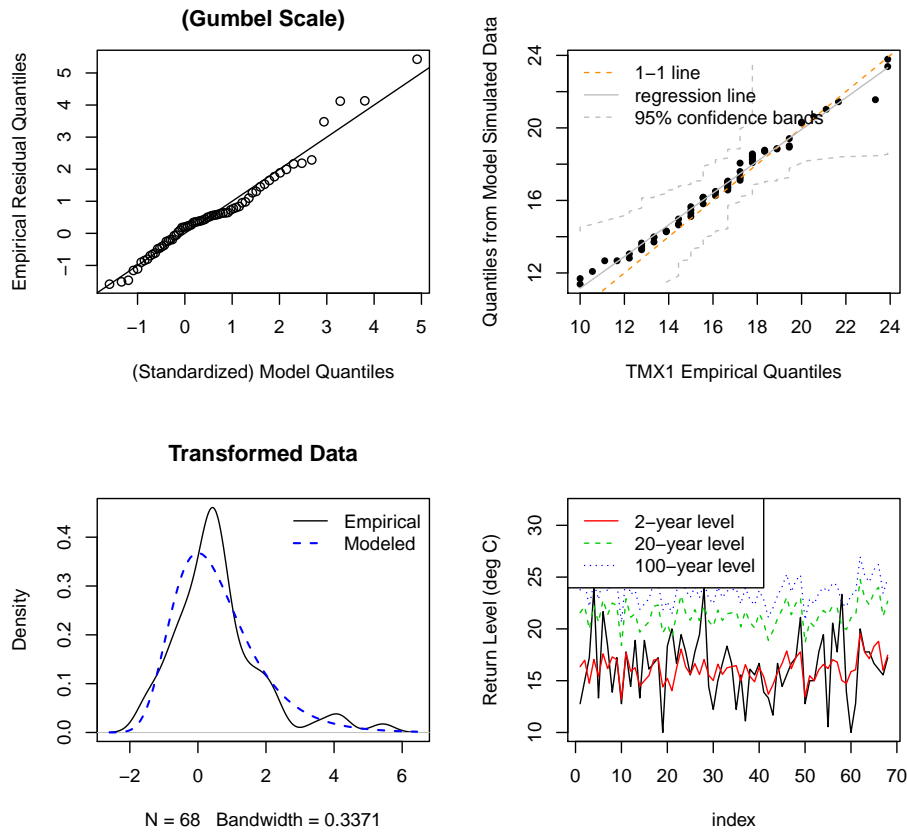 (Gumbel Scale)
Empirical Residual Quantiles
5
4
3
2
1
0
−1
−1 0 1 2 3 4 5
(Standardized) Model Quantiles
Quantiles from Model Simulated Data
24
20
16
12
1−1 line
regression line
95% confidence bands
10 12 14 16 18 20 22 24
TMX1 Empirical Quantiles
Transformed Data
Density
0.4
0.3
0.2
0.1
0.0
Empirical
Modeled
−2 0 2 4 6
N = 68 Bandwidth = 0.3371
Return Level (deg C)
30
25
20
15
10
2−year level
20−year level
100−year level
0 10 20 30 40 50 60 70
index